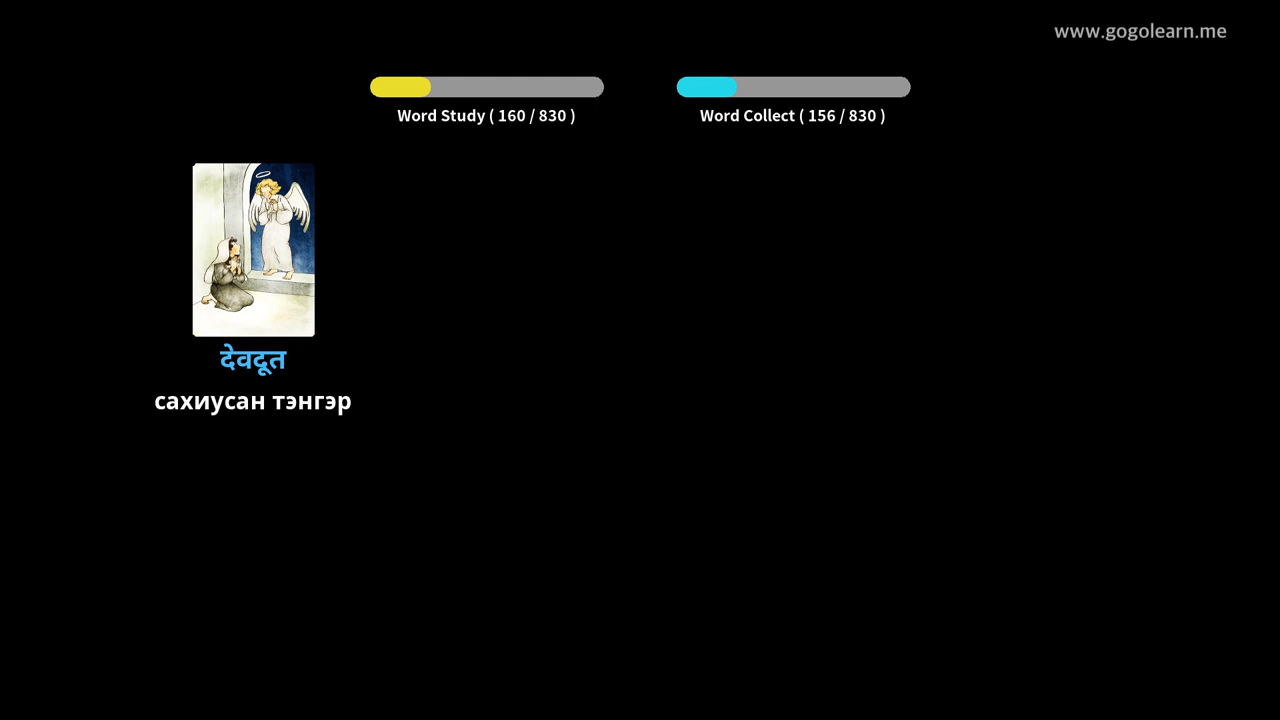 www.gogolearn.me
Word Study ( 160 / 830 )
Word Collect ( 156 / 830 )
देवदूत
сахиусан тэнгэр